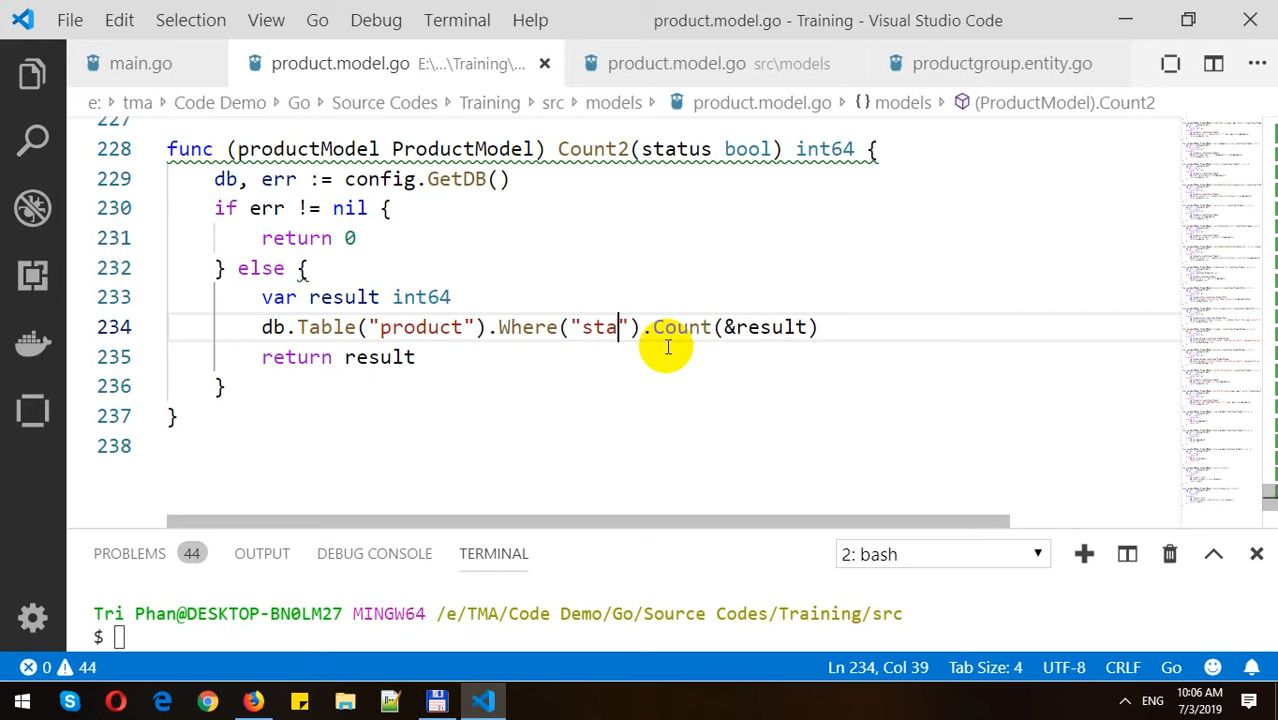 File Edit Selection View Go Debug Terminal Help product.model.go - Training - Visual Studio Code
main.go product.model.go E:\...\Training\... product.model.go src\models productgroup.entity.go
e: tma Code Demo Go Source Codes Training src models product.model.go models (ProductModel).Count2
227
228 func (productModel ProductModel) Count2(status bool) int64 {
229 db, err := config.GetDB()
230 if err != nil {
231 return 0
232 } else {
233 var result int64
234 db.Table("product").Where("sta").Count(&result)
235 return result
236 }
237 }
238
PROBLEMS 44 OUTPUT DEBUG CONSOLE TERMINAL 2: bash
Tri Phan@DESKTOP-BN0LM27 MINGW64 /e/TMA/Code Demo/Go/Source Codes/Training/src
$
0 44 Ln 234, Col 39 Tab Size: 4 UTF-8 CRLF Go
ENG 10:06 AM
7/3/2019